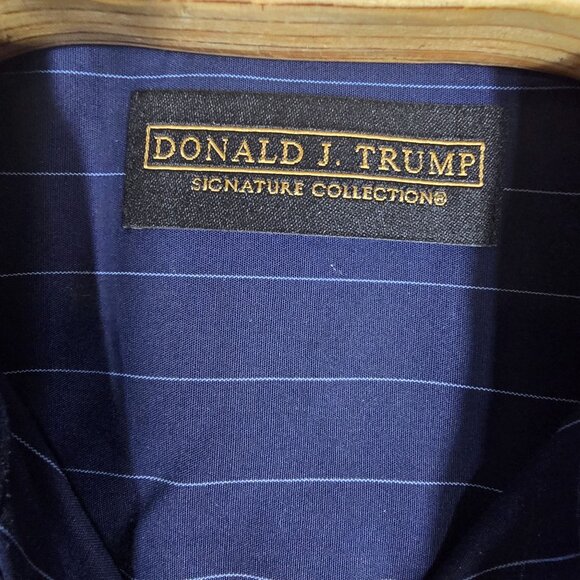 DONALD J. TRUMP
SIGNATURE COLLECTION®